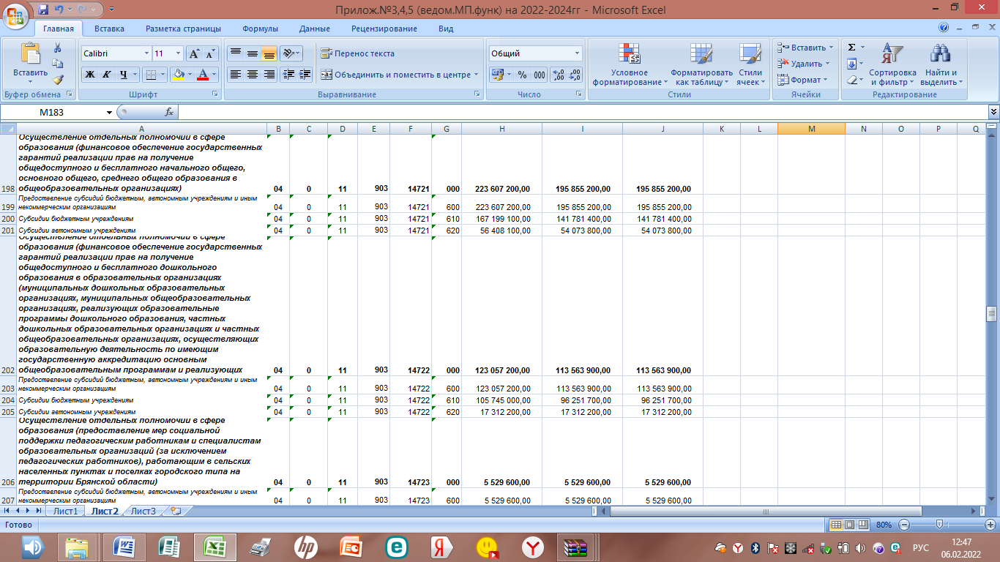 Прилож.№3,4,5 (ведом.МП.функ) на 2022-2024гг - Microsoft Excel
Главная Вставка Разметка страницы Формулы Данные Рецензирование Вид
Calibri 11 Перенос текста Общий Вставить Σ
Вставить Удалить
Ж К Ч Объединить и поместить в центре % 000 Условное форматирование Форматировать как таблицу Стили ячеек Формат Сортировка и фильтр Найти и выделить
Буфер обмена Шрифт Выравнивание Число Стили Ячейки Редактирование
M183 fx
A B C D E F G H I J K L M N O P Q
Осуществление отдельных полномочий в сфере
образования (финансовое обеспечение государственных
гарантий реализации прав на получение
общедоступного и бесплатного начального общего,
основного общего, среднего общего образования в
198 общеобразовательных организациях) 04 0 11 903 14721 000 223 607 200,00 195 855 200,00 195 855 200,00
Предоставление субсидий бюджетным, автономным учреждениям и иным
199 некоммерческим организациям 04 0 11 903 14721 600 223 607 200,00 195 855 200,00 195 855 200,00
200 Субсидии бюджетным учреждениям 04 0 11 903 14721 610 167 199 100,00 141 781 400,00 141 781 400,00
201 Субсидии автономным учреждениям 04 0 11 903 14721 620 56 408 100,00 54 073 800,00 54 073 800,00
Осуществление отдельных полномочий в сфере
образования (финансовое обеспечение государственных
гарантий реализации прав на получение
общедоступного и бесплатного дошкольного
образования в образовательных организациях
(муниципальных дошкольных образовательных
организациях, муниципальных общеобразовательных
организациях, реализующих образовательные
программы дошкольного образования, частных
дошкольных образовательных организациях и частных
общеобразовательных организациях, осуществляющих
образовательную деятельность по имеющим
государственную аккредитацию основным
202 общеобразовательным программам и реализующих 04 0 11 903 14722 000 123 057 200,00 113 563 900,00 113 563 900,00
Предоставление субсидий бюджетным, автономным учреждениям и иным
203 некоммерческим организациям 04 0 11 903 14722 600 123 057 200,00 113 563 900,00 113 563 900,00
204 Субсидии бюджетным учреждениям 04 0 11 903 14722 610 105 745 000,00 96 251 700,00 96 251 700,00
205 Субсидии автономным учреждениям 04 0 11 903 14722 620 17 312 200,00 17 312 200,00 17 312 200,00
Осуществление отдельных полномочий в сфере
образования (предоставление мер социальной
поддержки педагогическим работникам и специалистам
образовательных организаций (за исключением
педагогических работников), работающим в сельских
населенных пунктах и поселках городского типа на
206 территории Брянской области) 04 0 11 903 14723 000 5 529 600,00 5 529 600,00 5 529 600,00
Предоставление субсидий бюджетным, автономным учреждениям и иным
207 некоммерческим организациям 04 0 11 903 14723 600 5 529 600,00 5 529 600,00 5 529 600,00
Лист1 Лист2 Лист3
Готово 80%
РУС 12:47
06.02.2022